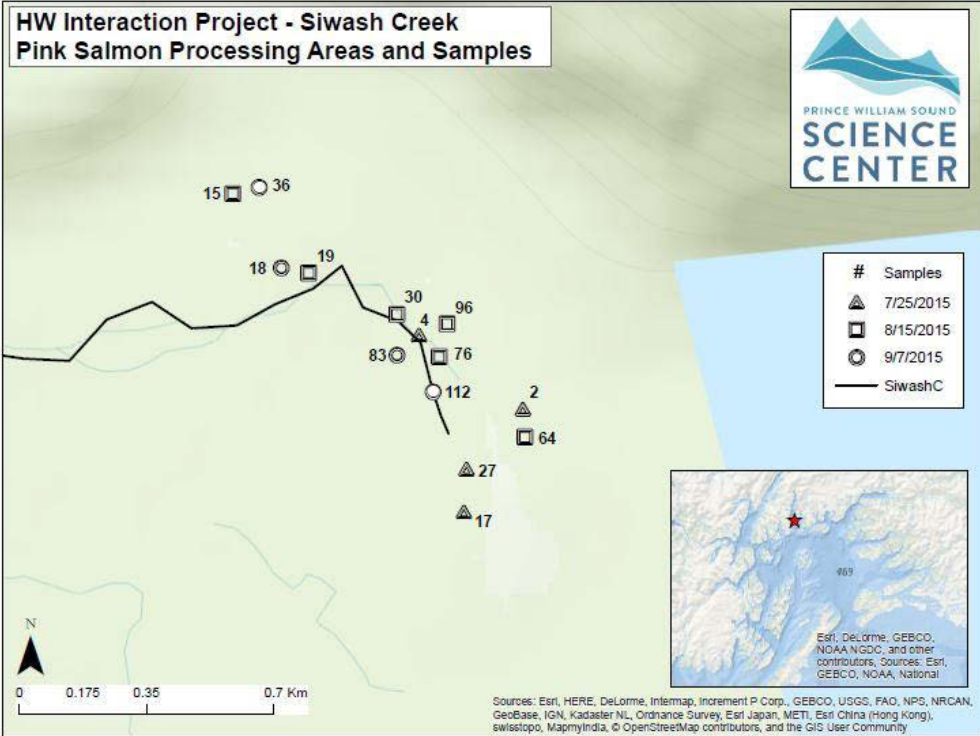 HW Interaction Project - Siwash Creek
Pink Salmon Processing Areas and Samples
PRINCE WILLIAM SOUND
SCIENCE
CENTER
15
36
18
19
30
96
4
83
76
112
2
64
27
17
# Samples
7/25/2015
8/15/2015
9/7/2015
SiwashC
469
Esri, DeLorme, GEBCO,
NOAA NGDC, and other
contributors, Sources: Esri,
GEBCO, NOAA, National
N
0 0.175 0.35 0.7 Km
Sources: Esri, HERE, DeLorme, Intermap, Increment P Corp., GEBCO, USGS, FAO, NPS, NRCAN,
GeoBase, IGN, Kadaster NL, Ordnance Survey, Esri Japan, METI, Esri China (Hong Kong),
swisstopo, MapmyIndia, © OpenStreetMap contributors, and the GIS User Community